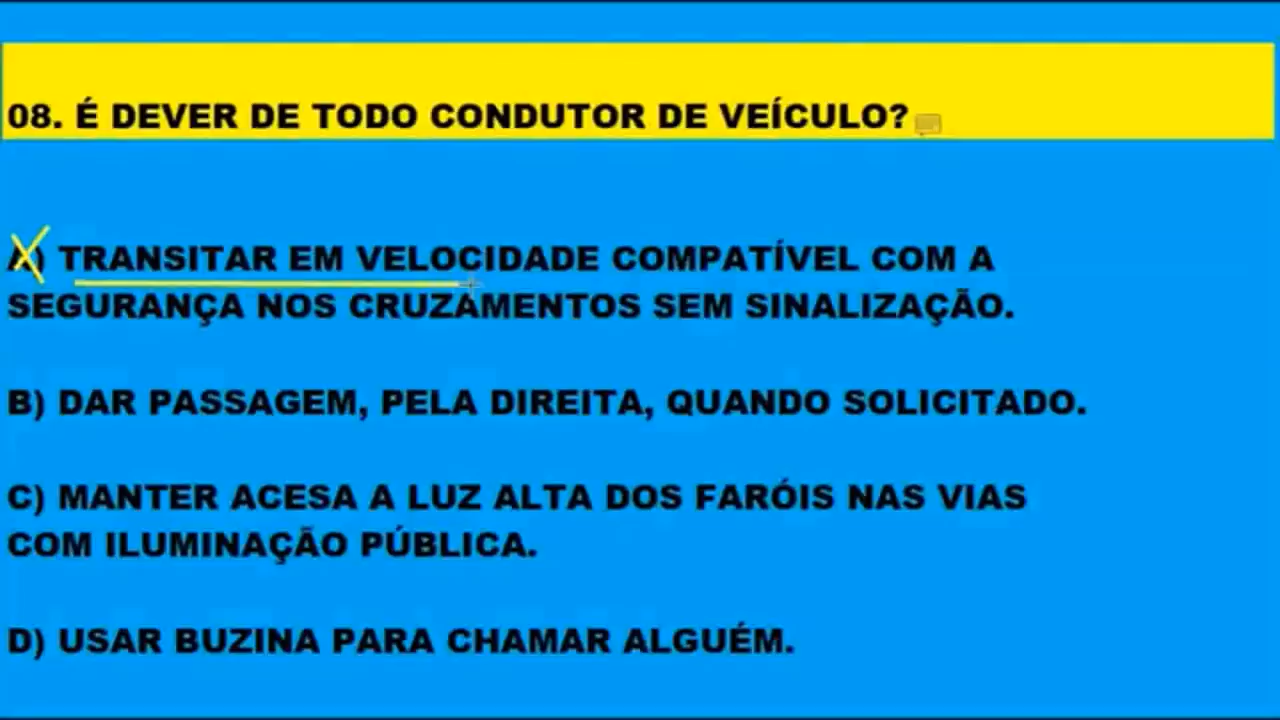 08. É DEVER DE TODO CONDUTOR DE VEÍCULO?
A) TRANSITAR EM VELOCIDADE COMPATÍVEL COM A
SEGURANÇA NOS CRUZAMENTOS SEM SINALIZAÇÃO.
B) DAR PASSAGEM, PELA DIREITA, QUANDO SOLICITADO.
C) MANTER ACESA A LUZ ALTA DOS FARÓIS NAS VIAS
COM ILUMINAÇÃO PÚBLICA.
D) USAR BUZINA PARA CHAMAR ALGUÉM.